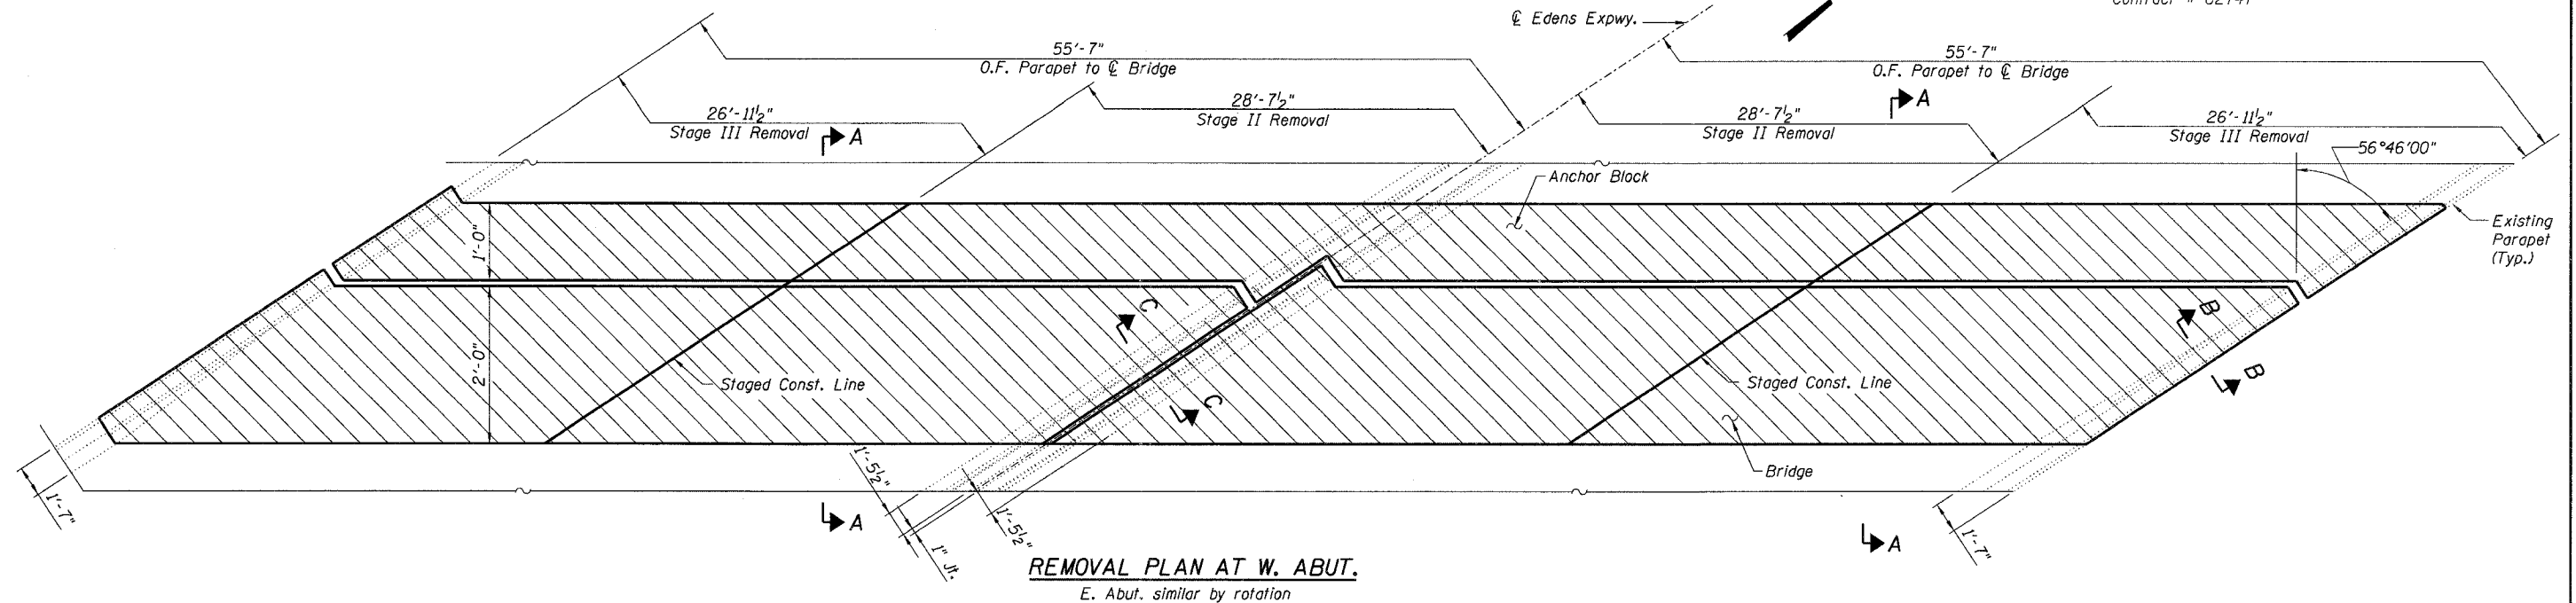 Contract # 62141
℄ Edens Expwy.
55'-7"
O.F. Parapet to ℄ Bridge
55'-7"
O.F. Parapet to ℄ Bridge
26'-11½"
Stage III Removal
28'-7½"
Stage II Removal
28'-7½"
Stage II Removal
26'-11½"
Stage III Removal
A
A
56°46'00"
Anchor Block
Existing
Parapet
(Typ.)
1'-0"
2'-0"
C
C
B
B
Staged Const. Line
Staged Const. Line
Bridge
1'-7"
1'-5½"
1" Jt.
1'-5½"
1'-7"
A
A
REMOVAL PLAN AT W. ABUT.
E. Abut. similar by rotation